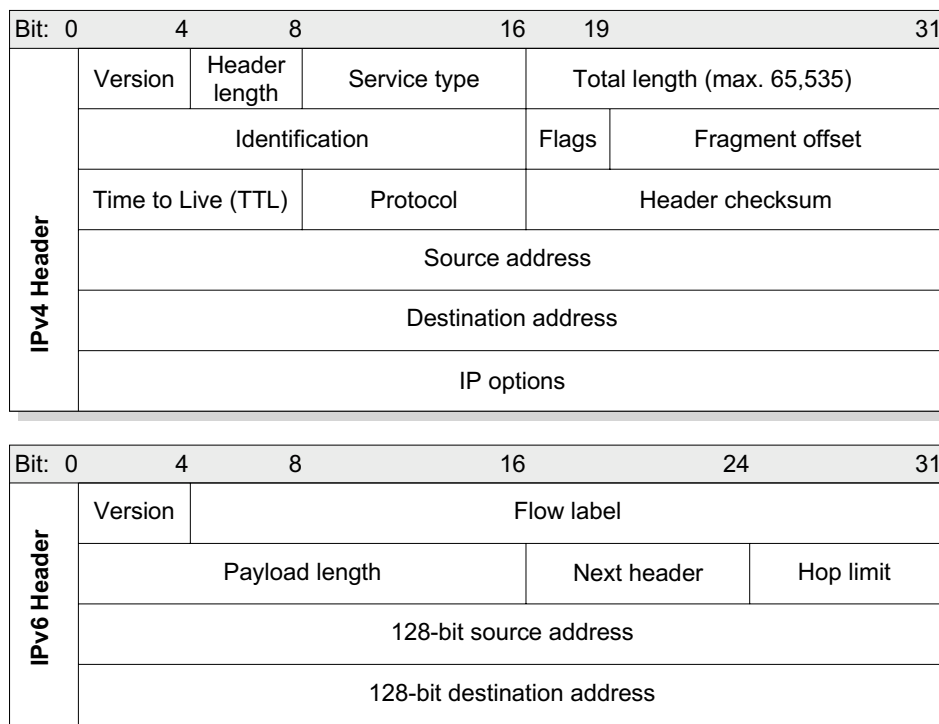 Bit: 0 4 8 16 19 31
IPv4 Header
Version Header length Service type Total length (max. 65,535)
Identification Flags Fragment offset
Time to Live (TTL) Protocol Header checksum
Source address
Destination address
IP options
Bit: 0 4 8 16 24 31
IPv6 Header
Version Flow label
Payload length Next header Hop limit
128-bit source address
128-bit destination address